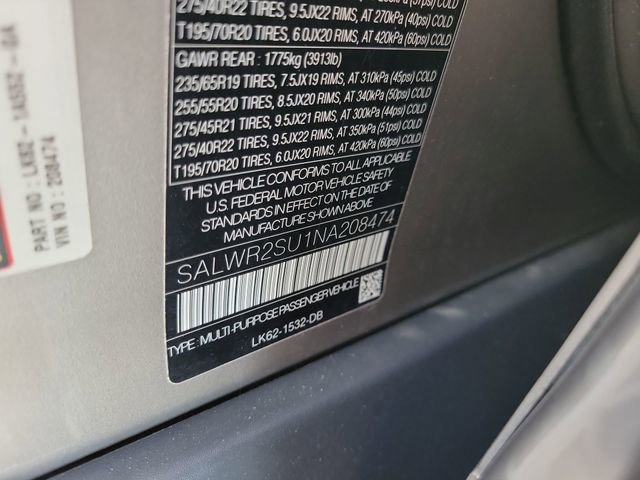 275/40R22 TIRES, 9.5JX22 RIMS, AT 270kPa (40psi) COLD
T195/70R20 TIRES, 6.0JX20 RIMS, AT 420kPa (60psi) COLD
GAWR REAR : 1775kg (3913lb)
235/65R19 TIRES, 7.5JX19 RIMS, AT 310kPa (45psi) COLD
255/55R20 TIRES, 8.5JX20 RIMS, AT 340kPa (50psi) COLD
275/45R21 TIRES, 9.5JX21 RIMS, AT 300kPa (44psi) COLD
275/40R22 TIRES, 9.5JX22 RIMS, AT 350kPa (51psi) COLD
T195/70R20 TIRES, 6.0JX20 RIMS, AT 420kPa (60psi) COLD
THIS VEHICLE CONFORMS TO ALL APPLICABLE
U.S. FEDERAL MOTOR VEHICLE SAFETY
STANDARDS IN EFFECT ON THE DATE OF
MANUFACTURE SHOWN ABOVE
SALWR2SU1NA208474
TYPE : MULTI-PURPOSE PASSENGER VEHICLE
LK62-1532-DB
PART NO :
VIN NO : 208474